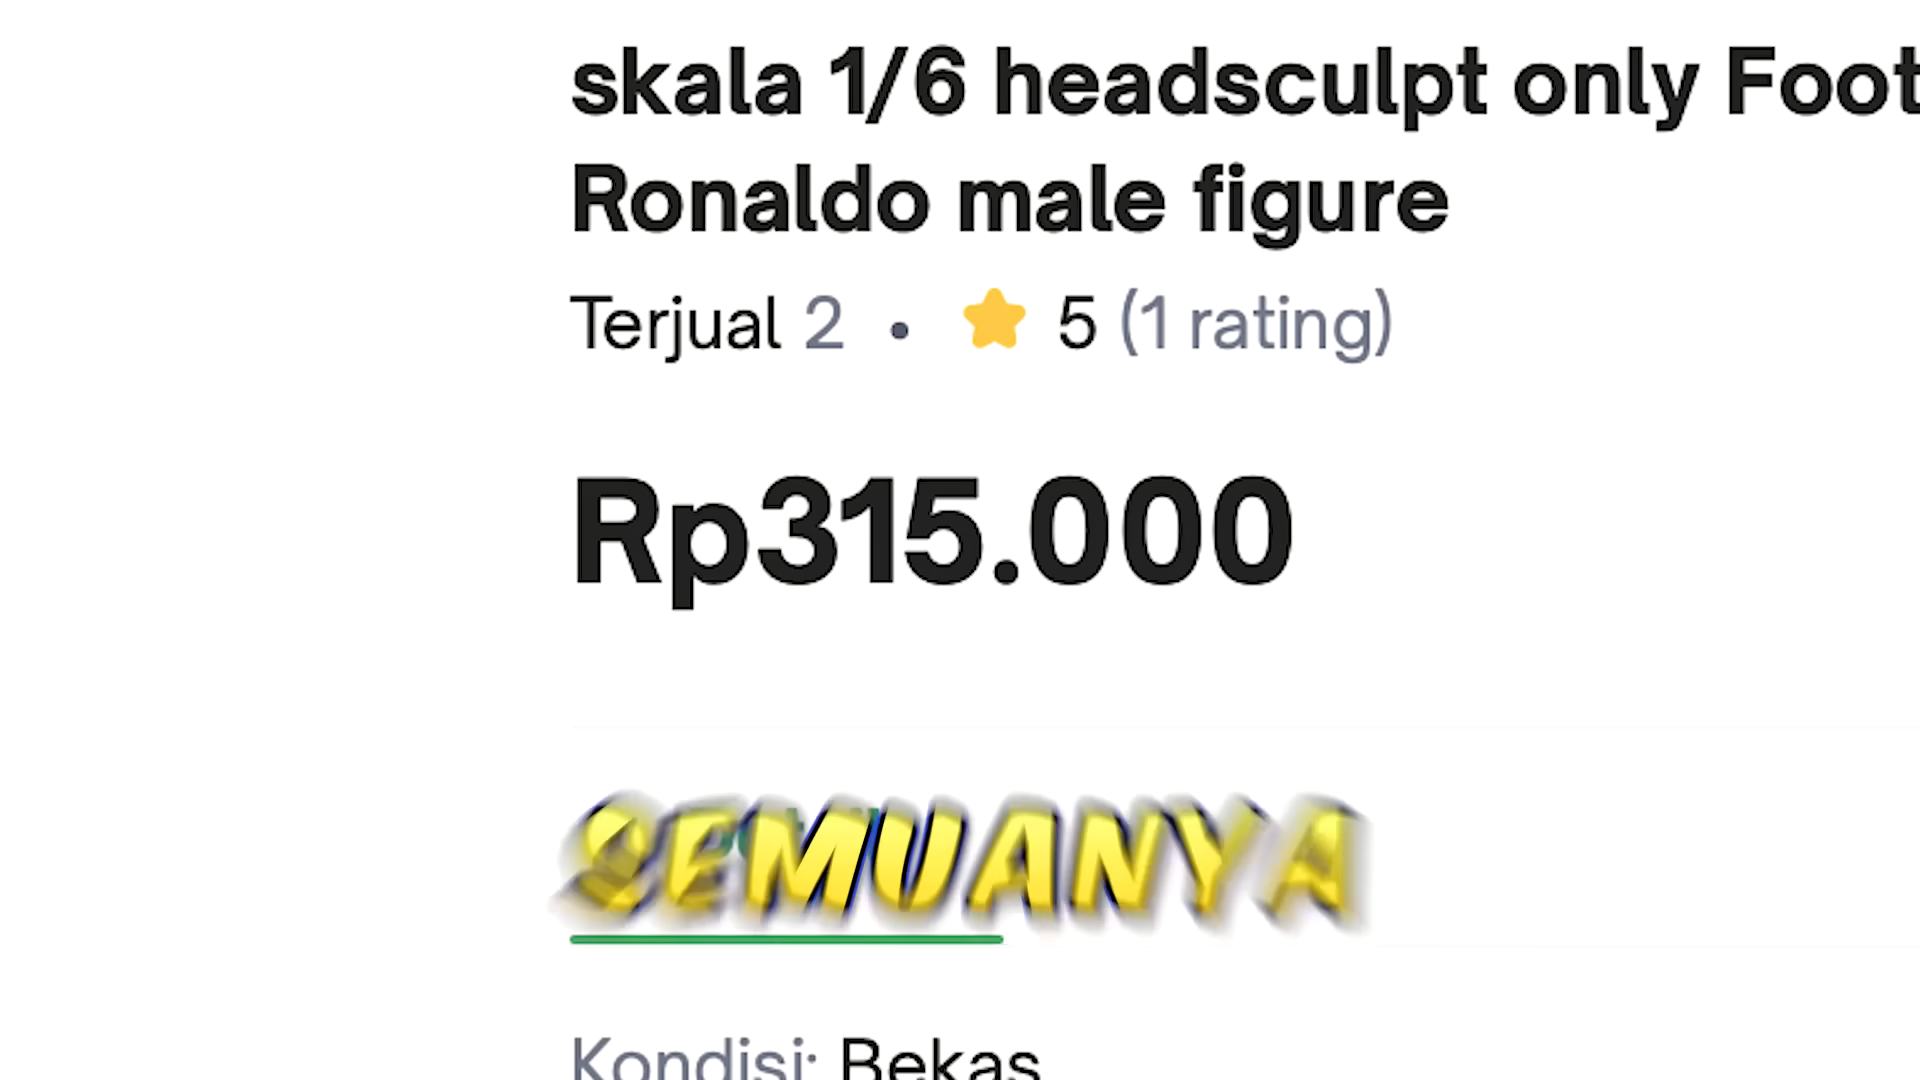 skala 1/6 headsculpt only Foot
Ronaldo male figure
Terjual 2 • 5 (1 rating)
Rp315.000
SEMUANYA
Kondisi: Bekas